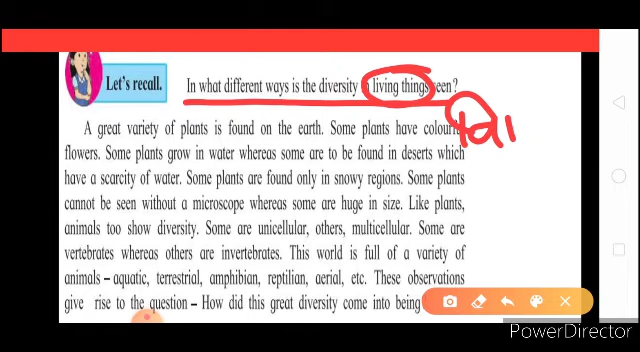 Let's recall.
In what different ways is the diversity living things seen?
A great variety of plants is found on the earth. Some plants have colourful
flowers. Some plants grow in water whereas some are to be found in deserts which
have a scarcity of water. Some plants are found only in snowy regions. Some plants
cannot be seen without a microscope whereas some are huge in size. Like plants,
animals too show diversity. Some are unicellular, others, multicellular. Some are
vertebrates whereas others are invertebrates. This world is full of a variety of
animals – aquatic, terrestrial, amphibian, reptilian, aerial, etc. These observations
give rise to the question – How did this great diversity come into being
PowerDirector